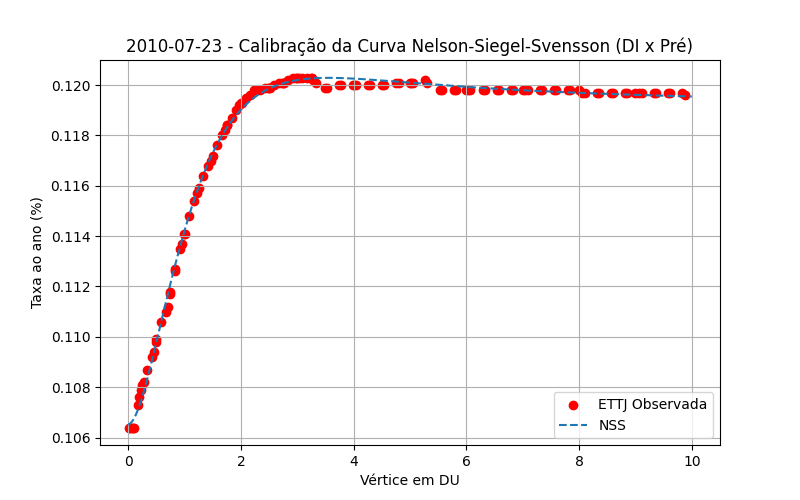 2010-07-23 - Calibração da Curva Nelson-Siegel-Svensson (DI x Pré)
Taxa ao ano (%)
0.120
0.118
0.116
0.114
0.112
0.110
0.108
0.106
ETTJ Observada
NSS
0 2 4 6 8 10
Vértice em DU